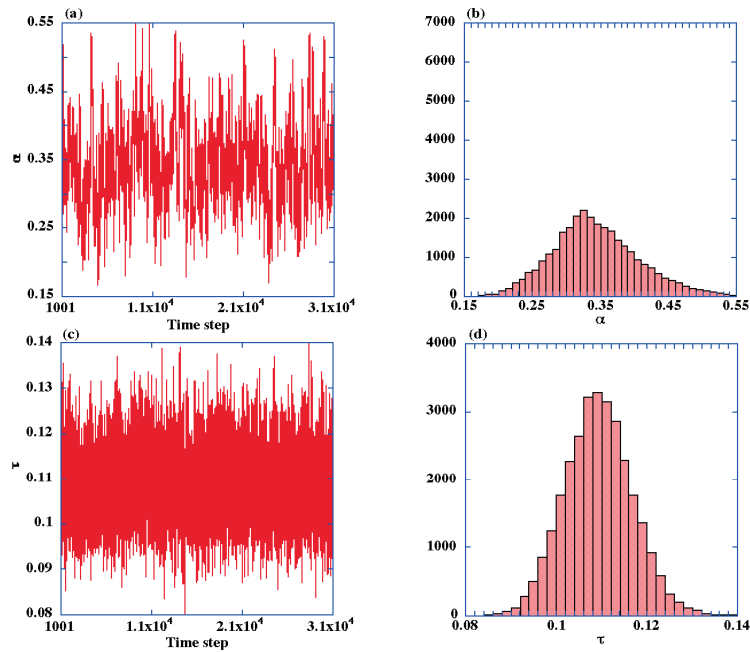 (a)
0.55
0.45
0.35
0.25
0.15
α
1001
1.1x10⁴
2.1x10⁴
3.1x10⁴
Time step
(b)
7000
6000
5000
4000
3000
2000
1000
0
0.15
0.25
0.35
0.45
0.55
α
(c)
0.14
0.13
0.12
0.11
0.1
0.09
0.08
τ
1001
1.1x10⁴
2.1x10⁴
3.1x10⁴
Time step
(d)
4000
3000
2000
1000
0
0.08
0.1
0.12
0.14
τ